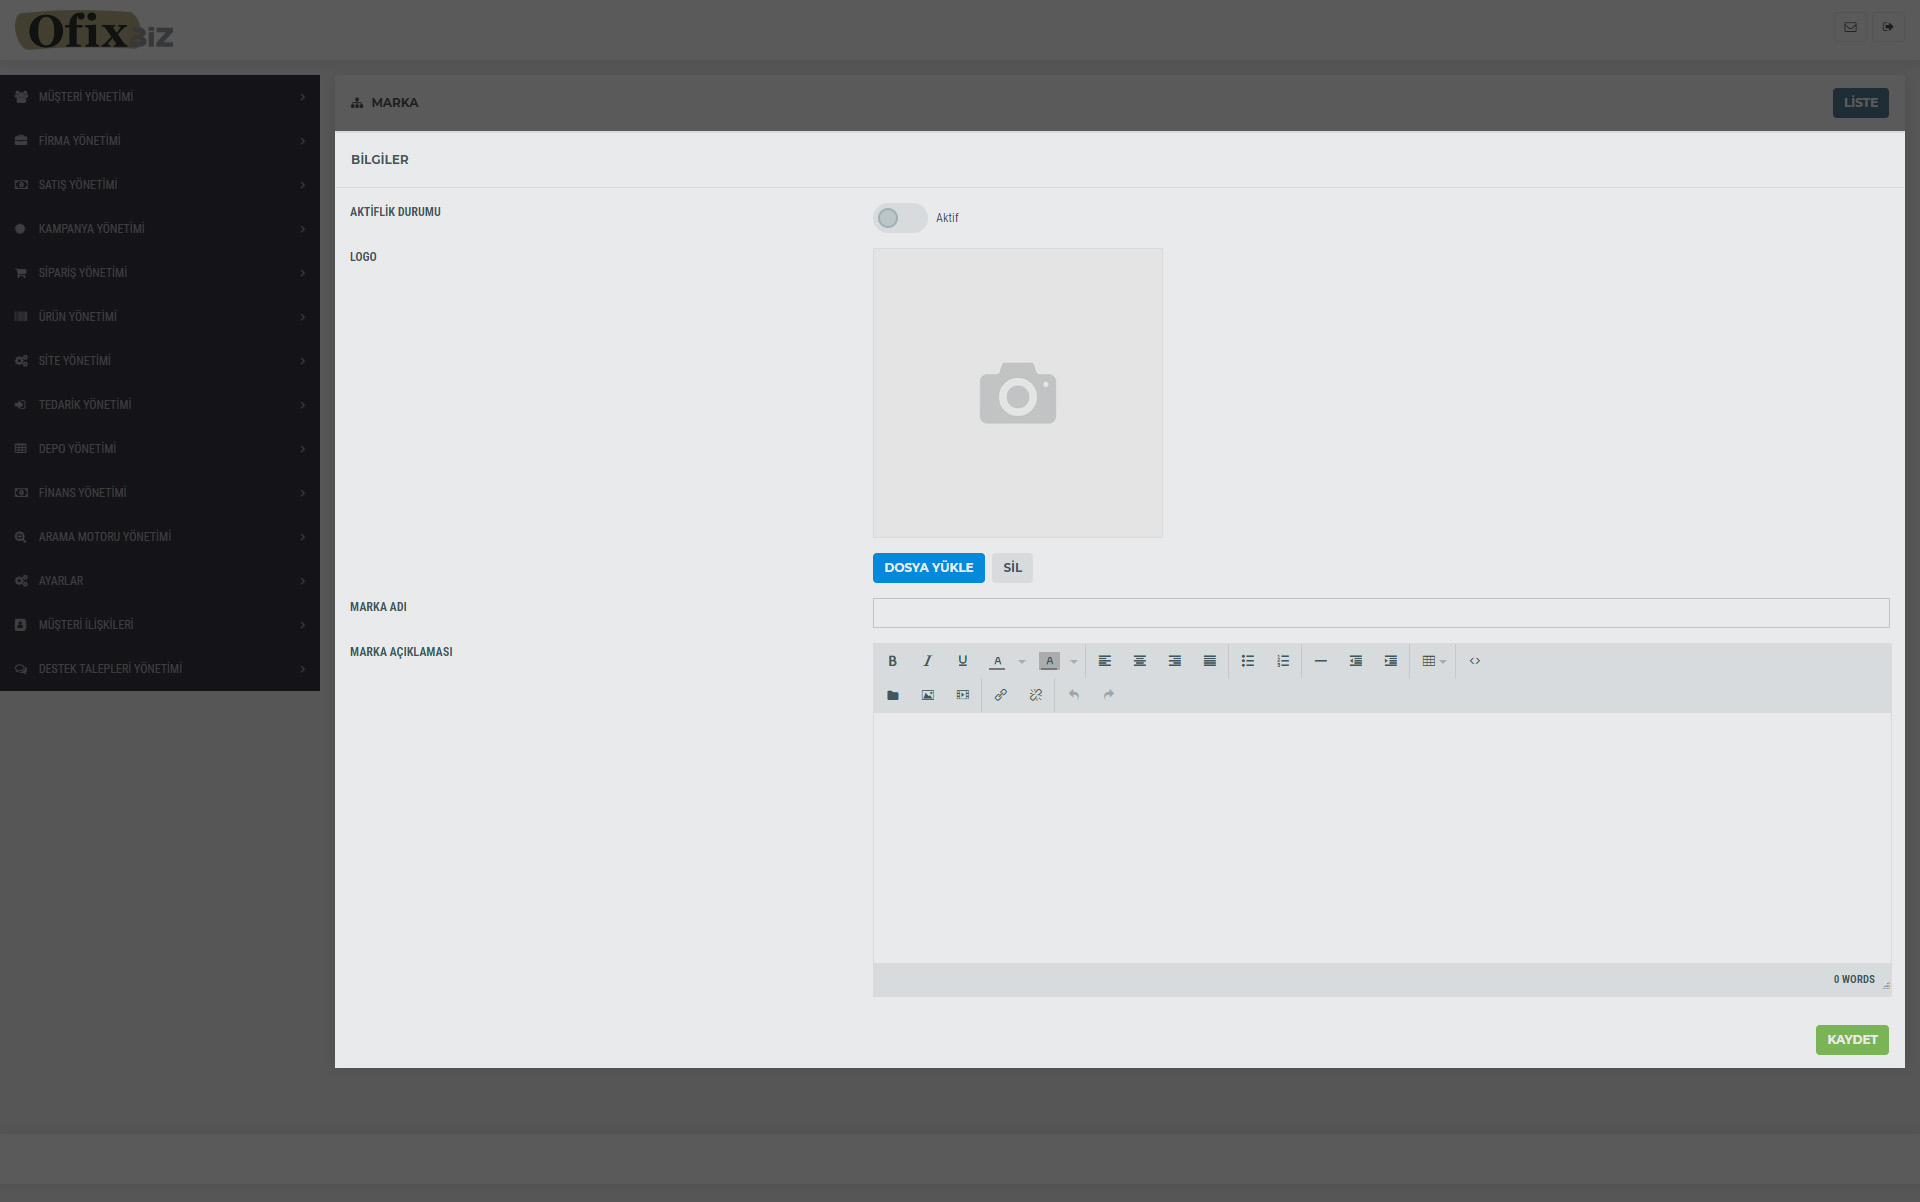 OfixBiZ
MÜŞTERİ YÖNETİMİ
FİRMA YÖNETİMİ
SATIŞ YÖNETİMİ
KAMPANYA YÖNETİMİ
SİPARİŞ YÖNETİMİ
ÜRÜN YÖNETİMİ
SİTE YÖNETİMİ
TEDARİK YÖNETİMİ
DEPO YÖNETİMİ
FİNANS YÖNETİMİ
ARAMA MOTORU YÖNETİMİ
AYARLAR
MÜŞTERİ İLİŞKİLERİ
DESTEK TALEPLERİ YÖNETİMİ
MARKA
LİSTE
BİLGİLER
AKTİFLİK DURUMU
Aktif
LOGO
DOSYA YÜKLE
SİL
MARKA ADI
MARKA AÇIKLAMASI
0 WORDS
KAYDET